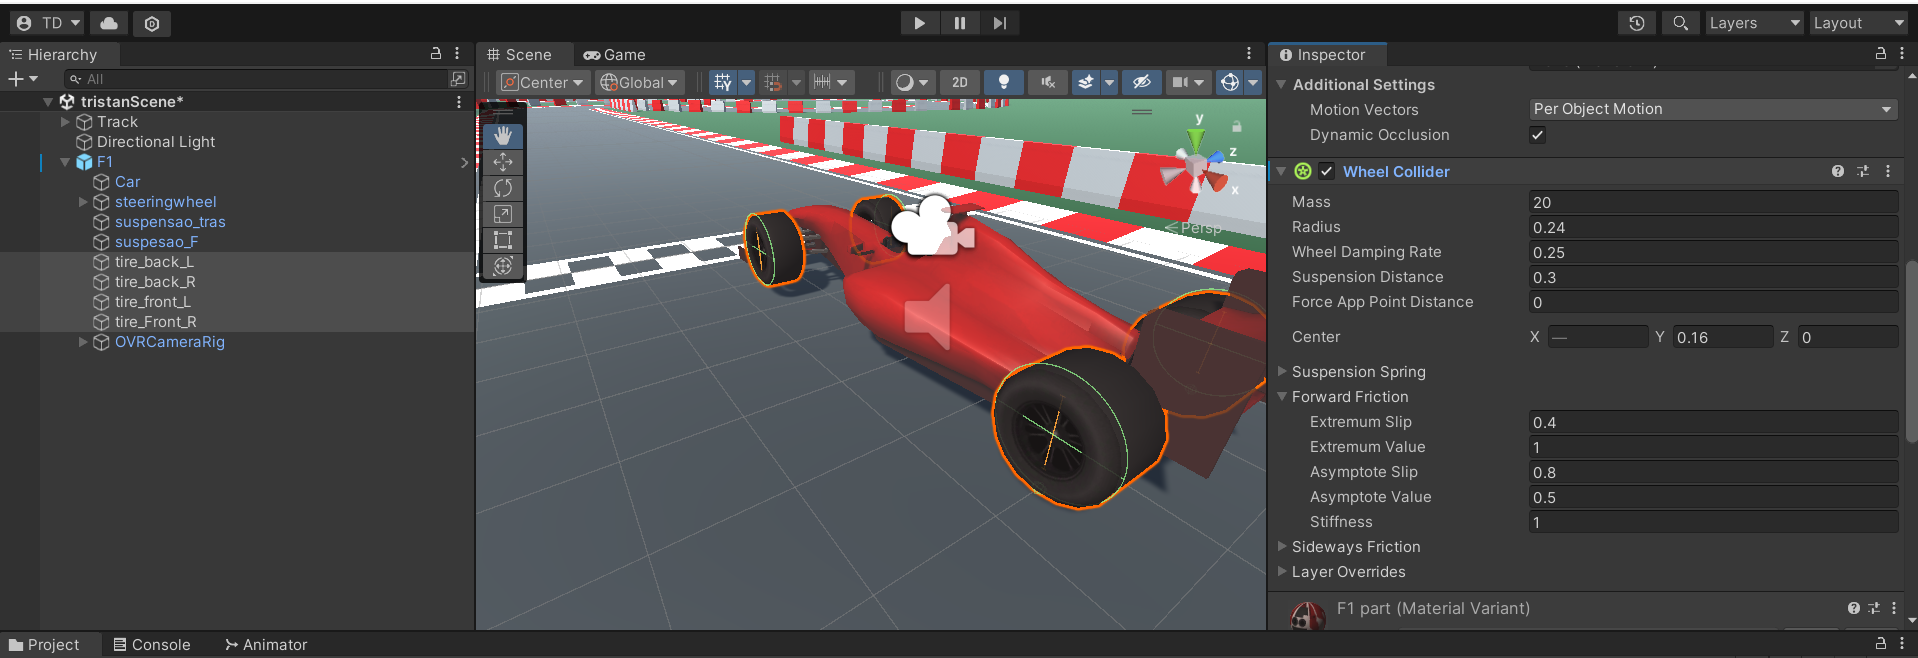 TD
Layers
Layout
Hierarchy
All
tristanScene*
Track
Directional Light
F1
Car
steeringwheel
suspensao_tras
suspesao_F
tire_back_L
tire_back_R
tire_front_L
tire_Front_R
OVRCameraRig
Scene
Game
Center
Global
2D
y
z
x
Persp
Inspector
Additional Settings
Motion Vectors Per Object Motion
Dynamic Occlusion
Wheel Collider
Mass 20
Radius 0.24
Wheel Damping Rate 0.25
Suspension Distance 0.3
Force App Point Distance 0
Center X — Y 0.16 Z 0
Suspension Spring
Forward Friction
Extremum Slip 0.4
Extremum Value 1
Asymptote Slip 0.8
Asymptote Value 0.5
Stiffness 1
Sideways Friction
Layer Overrides
F1 part (Material Variant)
Project
Console
Animator